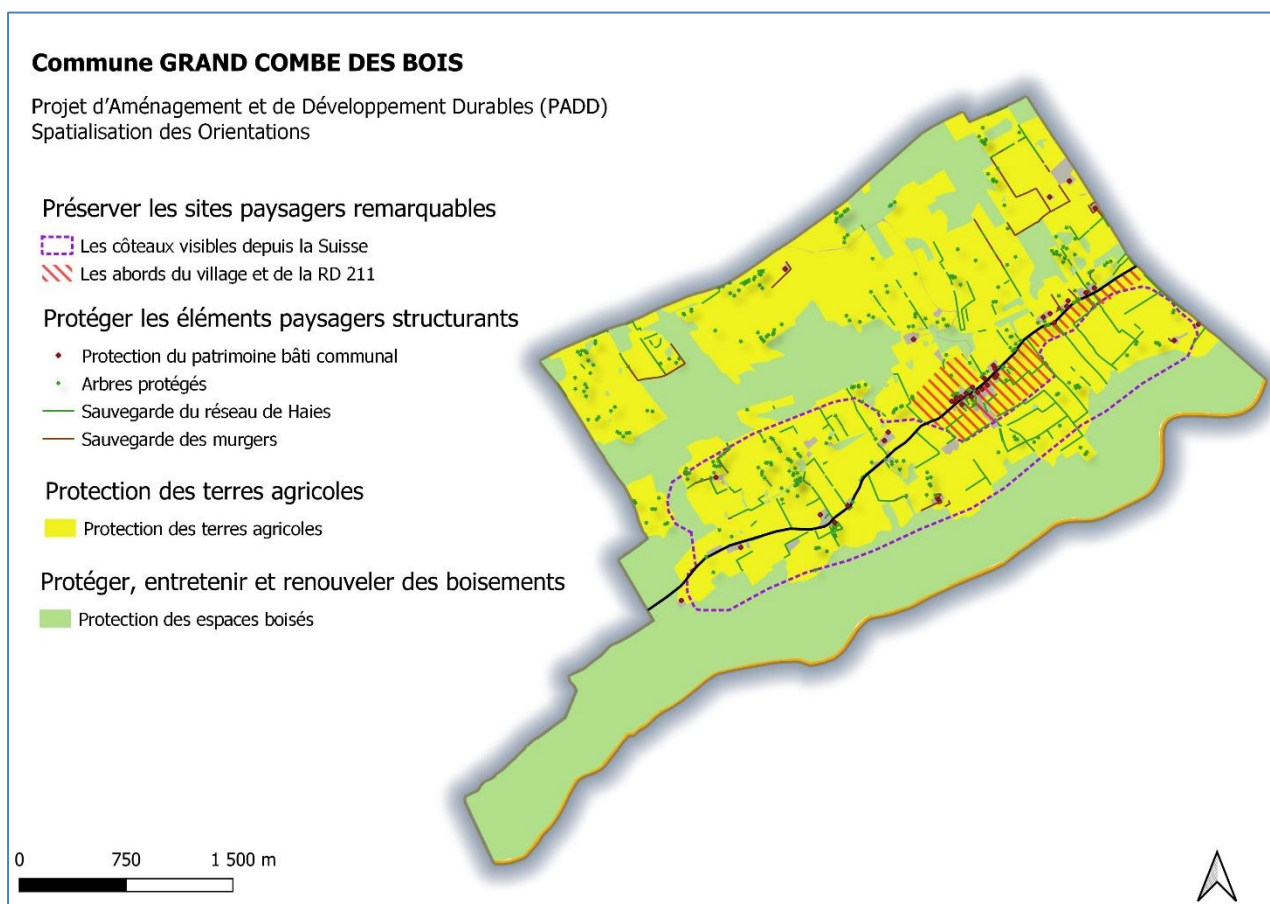 Commune GRAND COMBE DES BOIS
Projet d'Aménagement et de Développement Durables (PADD)
Spatialisation des Orientations
Préserver les sites paysagers remarquables
Les côteaux visibles depuis la Suisse
Les abords du village et de la RD 211
Protéger les éléments paysagers structurants
Protection du patrimoine bâti communal
Arbres protégés
Sauvegarde du réseau de Haies
Sauvegarde des murgers
Protection des terres agricoles
Protection des terres agricoles
Protéger, entretenir et renouveler des boisements
Protection des espaces boisés
0 750 1 500 m